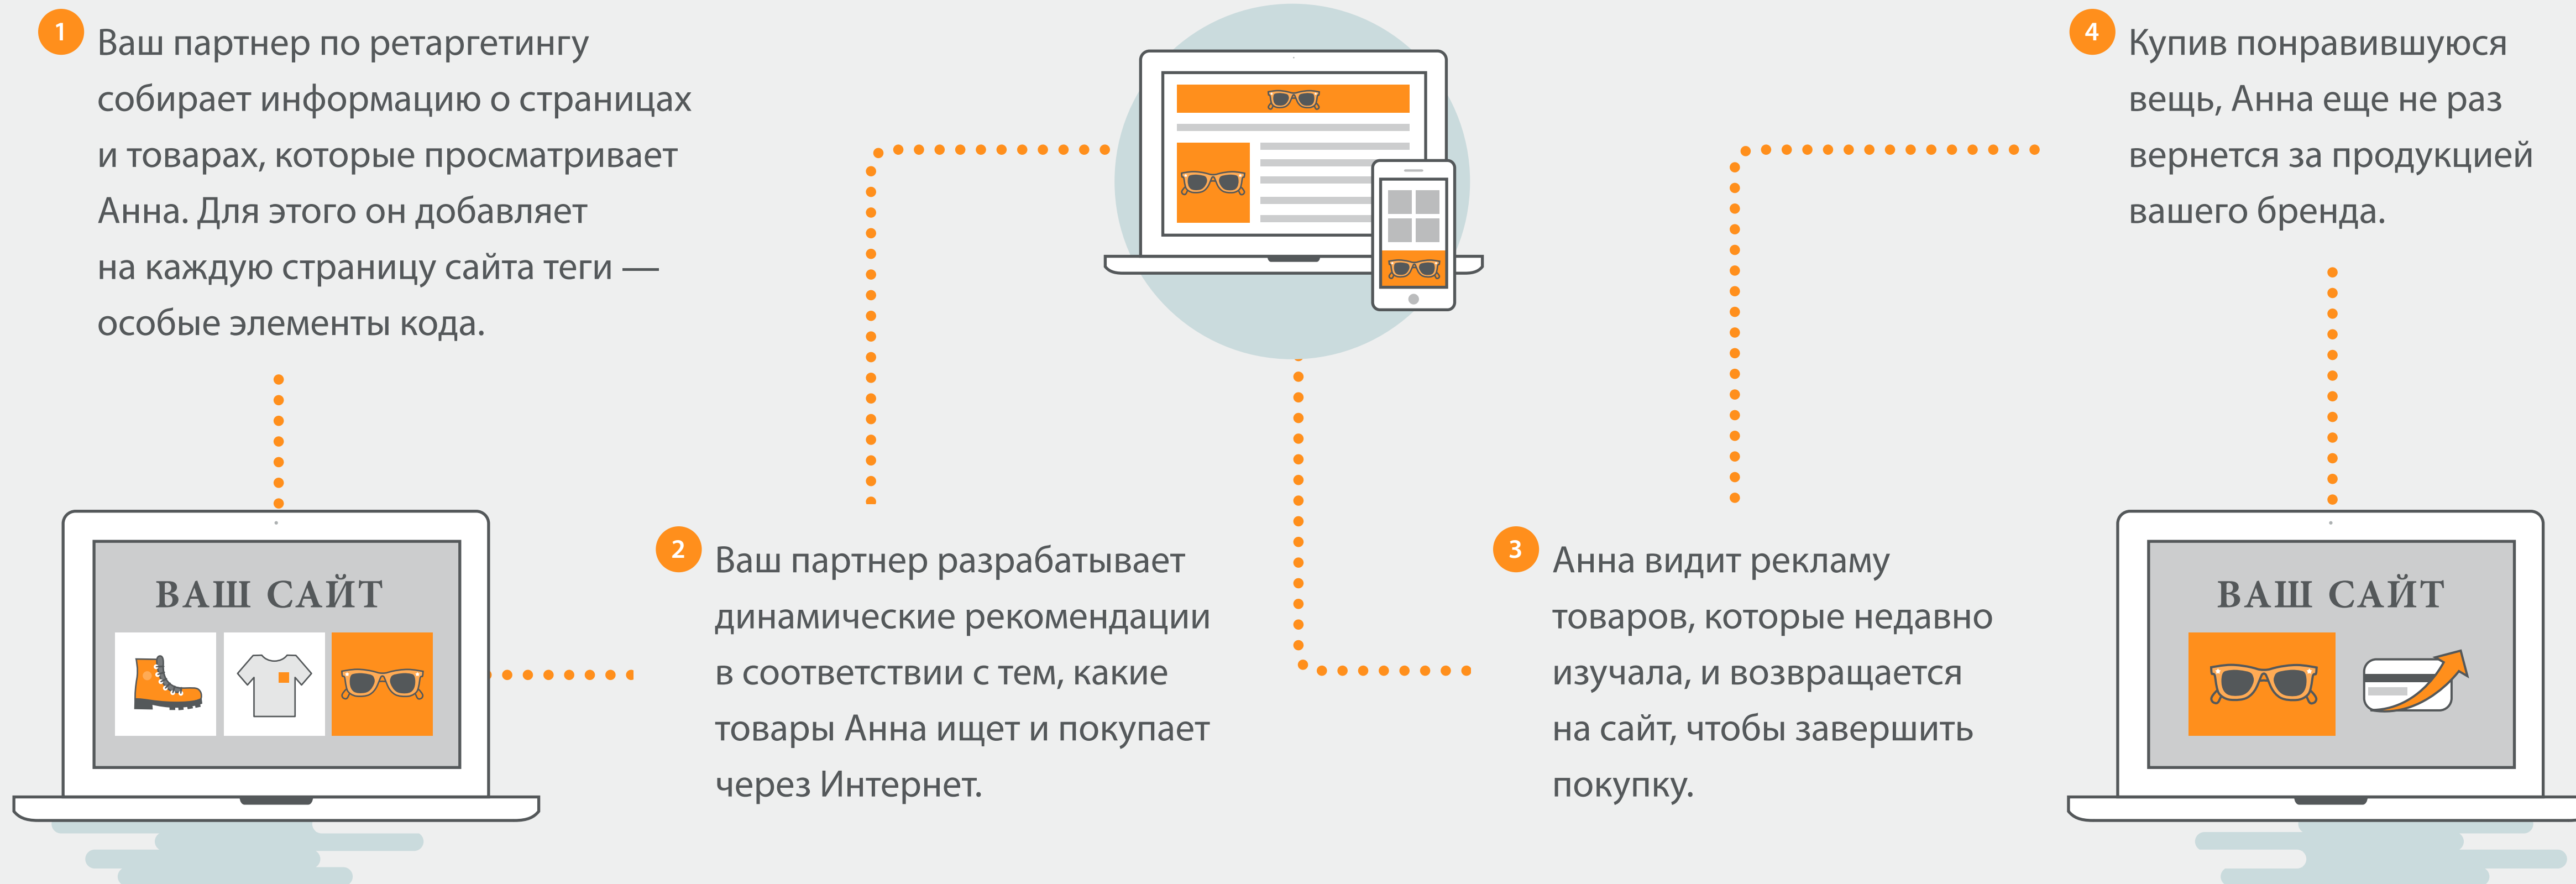 1
Ваш партнер по ретаргетингу
собирает информацию о страницах
и товарах, которые просматривает
Анна. Для этого он добавляет
на каждую страницу сайта теги —
особые элементы кода.
ВАШ САЙТ
2
Ваш партнер разрабатывает
динамические рекомендации
в соответствии с тем, какие
товары Анна ищет и покупает
через Интернет.
3
Анна видит рекламу
товаров, которые недавно
изучала, и возвращается
на сайт, чтобы завершить
покупку.
4
Купив понравившуюся
вещь, Анна еще не раз
вернется за продукцией
вашего бренда.
ВАШ САЙТ